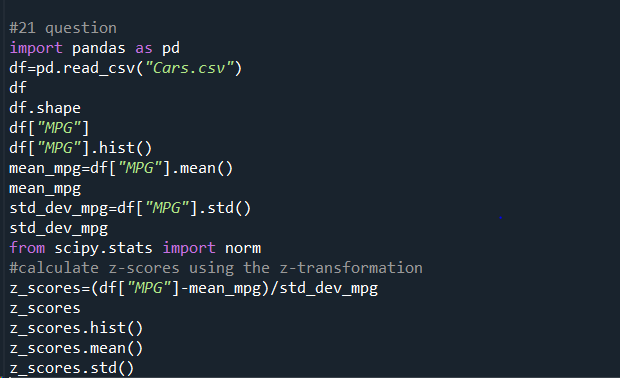 #21 question
import pandas as pd
df=pd.read_csv("Cars.csv")
df
df.shape
df["MPG"]
df["MPG"].hist()
mean_mpg=df["MPG"].mean()
mean_mpg
std_dev_mpg=df["MPG"].std()
std_dev_mpg
from scipy.stats import norm
#calculate z-scores using the z-transformation
z_scores=(df["MPG"]-mean_mpg)/std_dev_mpg
z_scores
z_scores.hist()
z_scores.mean()
z_scores.std()